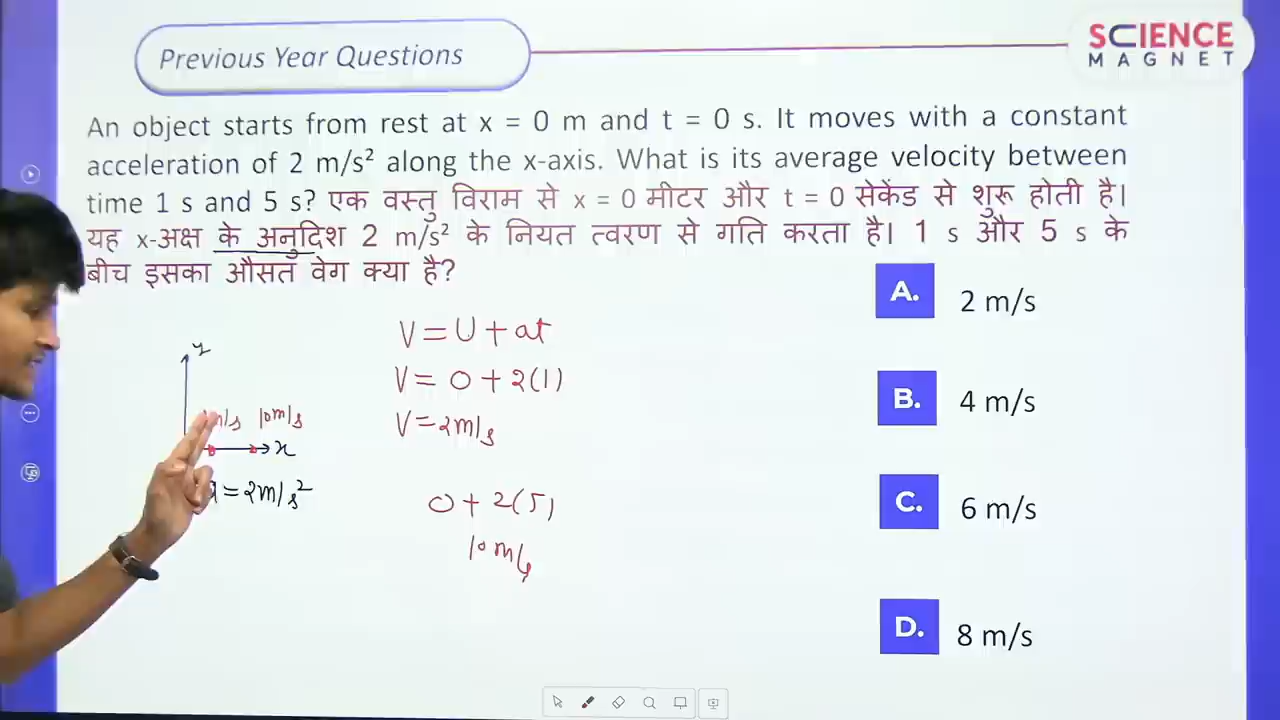 Previous Year Questions
SCIENCE
MAGNET
An object starts from rest at x = 0 m and t = 0 s. It moves with a constant
acceleration of 2 m/s² along the x-axis. What is its average velocity between
time 1 s and 5 s? एक वस्तु विराम से x = 0 मीटर और t = 0 सेकेंड से शुरू होती है।
यह x-अक्ष के अनुदिश 2 m/s² के नियत त्वरण से गति करता है। 1 s और 5 s के
बीच इसका औसत वेग क्या है?
A. 2 m/s
B. 4 m/s
C. 6 m/s
D. 8 m/s
y
m/s 10m/s
x
= 2m/s²
V = U + at
V = 0 + 2(1)
V = 2m/s
0 + 2(5)
10 m/s